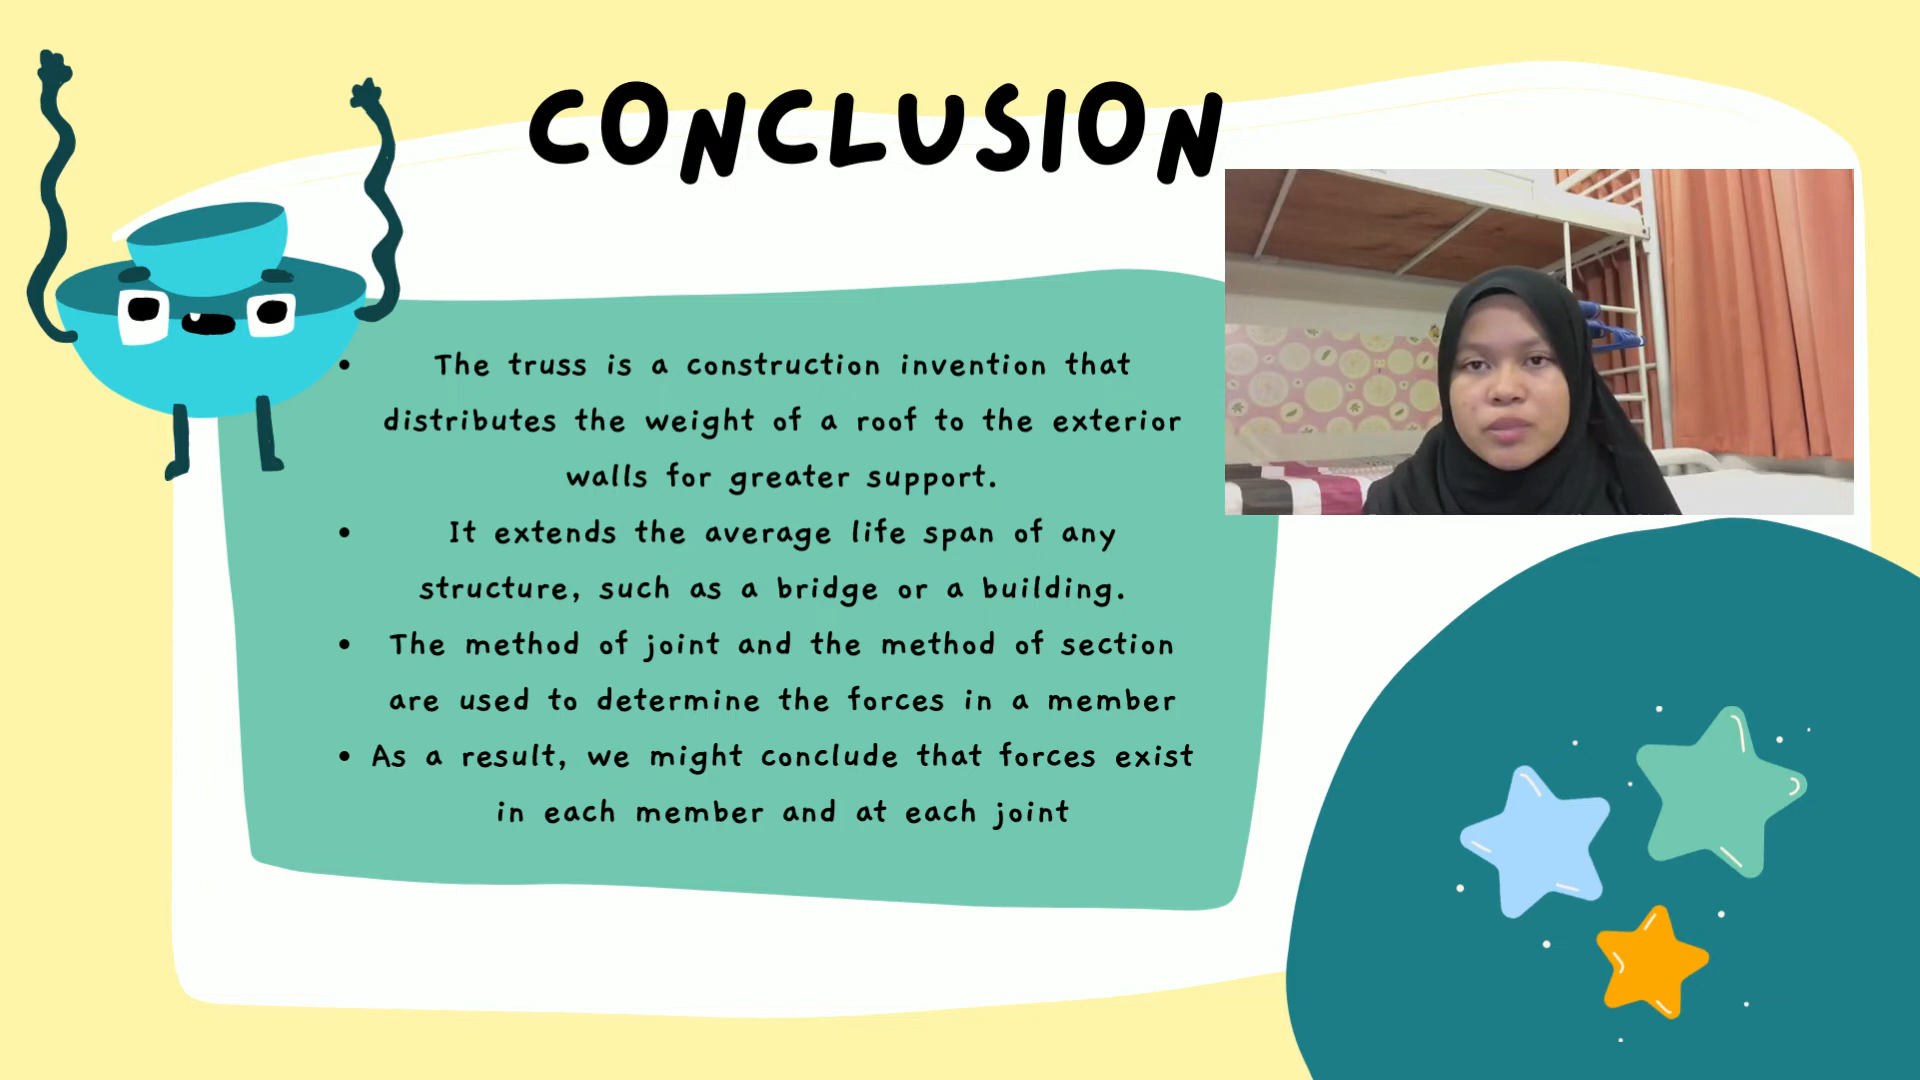 CONCLUSION
• The truss is a construction invention that
distributes the weight of a roof to the exterior
walls for greater support.
• It extends the average life span of any
structure, such as a bridge or a building.
• The method of joint and the method of section
are used to determine the forces in a member
• As a result, we might conclude that forces exist
in each member and at each joint